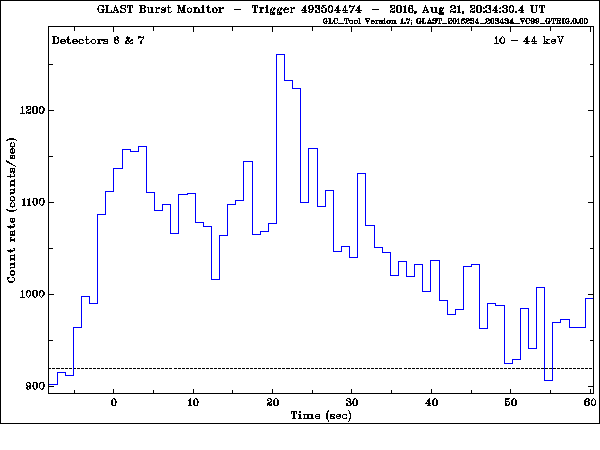 GLAST Burst Monitor – Trigger 493504474 – 2016, Aug 21, 20:34:30.4 UT
GLC_Tool Version 1.7; GLAST_2016234_203434_VC98_GTRIG.0.00
Detectors 6 & 7
10 – 44 keV
Count rate (counts/sec)
1200
1100
1000
900
0 10 20 30 40 50 60
Time (sec)